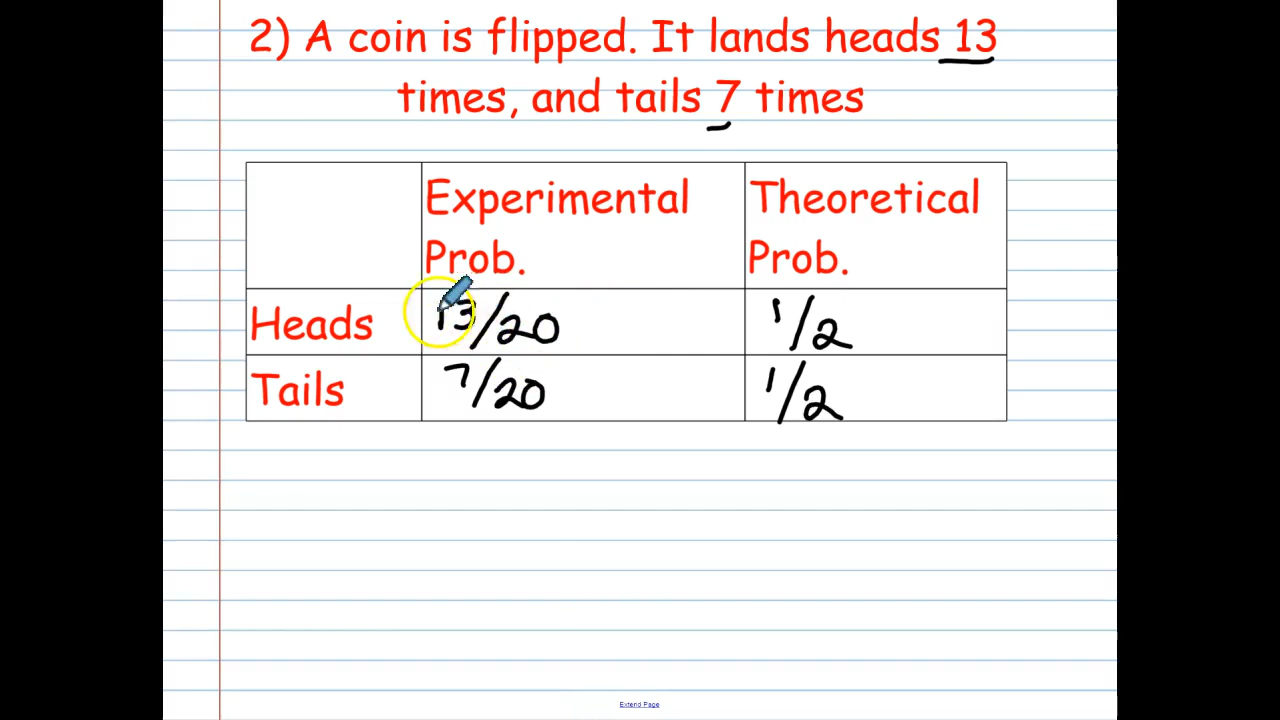 2) A coin is flipped. It lands heads 13
times, and tails 7 times
Experimental Prob. Theoretical Prob.
Heads 13/20 1/2
Tails 7/20 1/2
Extend Page